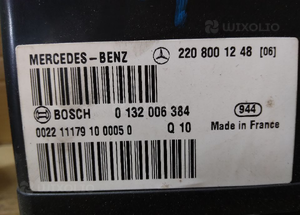 WIXOLIO
MERCEDES-BENZ 220 800 12 48 [06]
BOSCH 0 132 006 384 944
0022 11179 10 0005 0 Q 10 Made in France